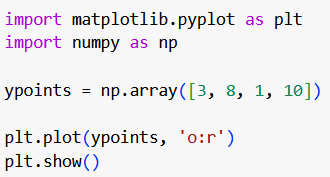 import matplotlib.pyplot as plt
import numpy as np
ypoints = np.array([3, 8, 1, 10])
plt.plot(ypoints, 'o:r')
plt.show()